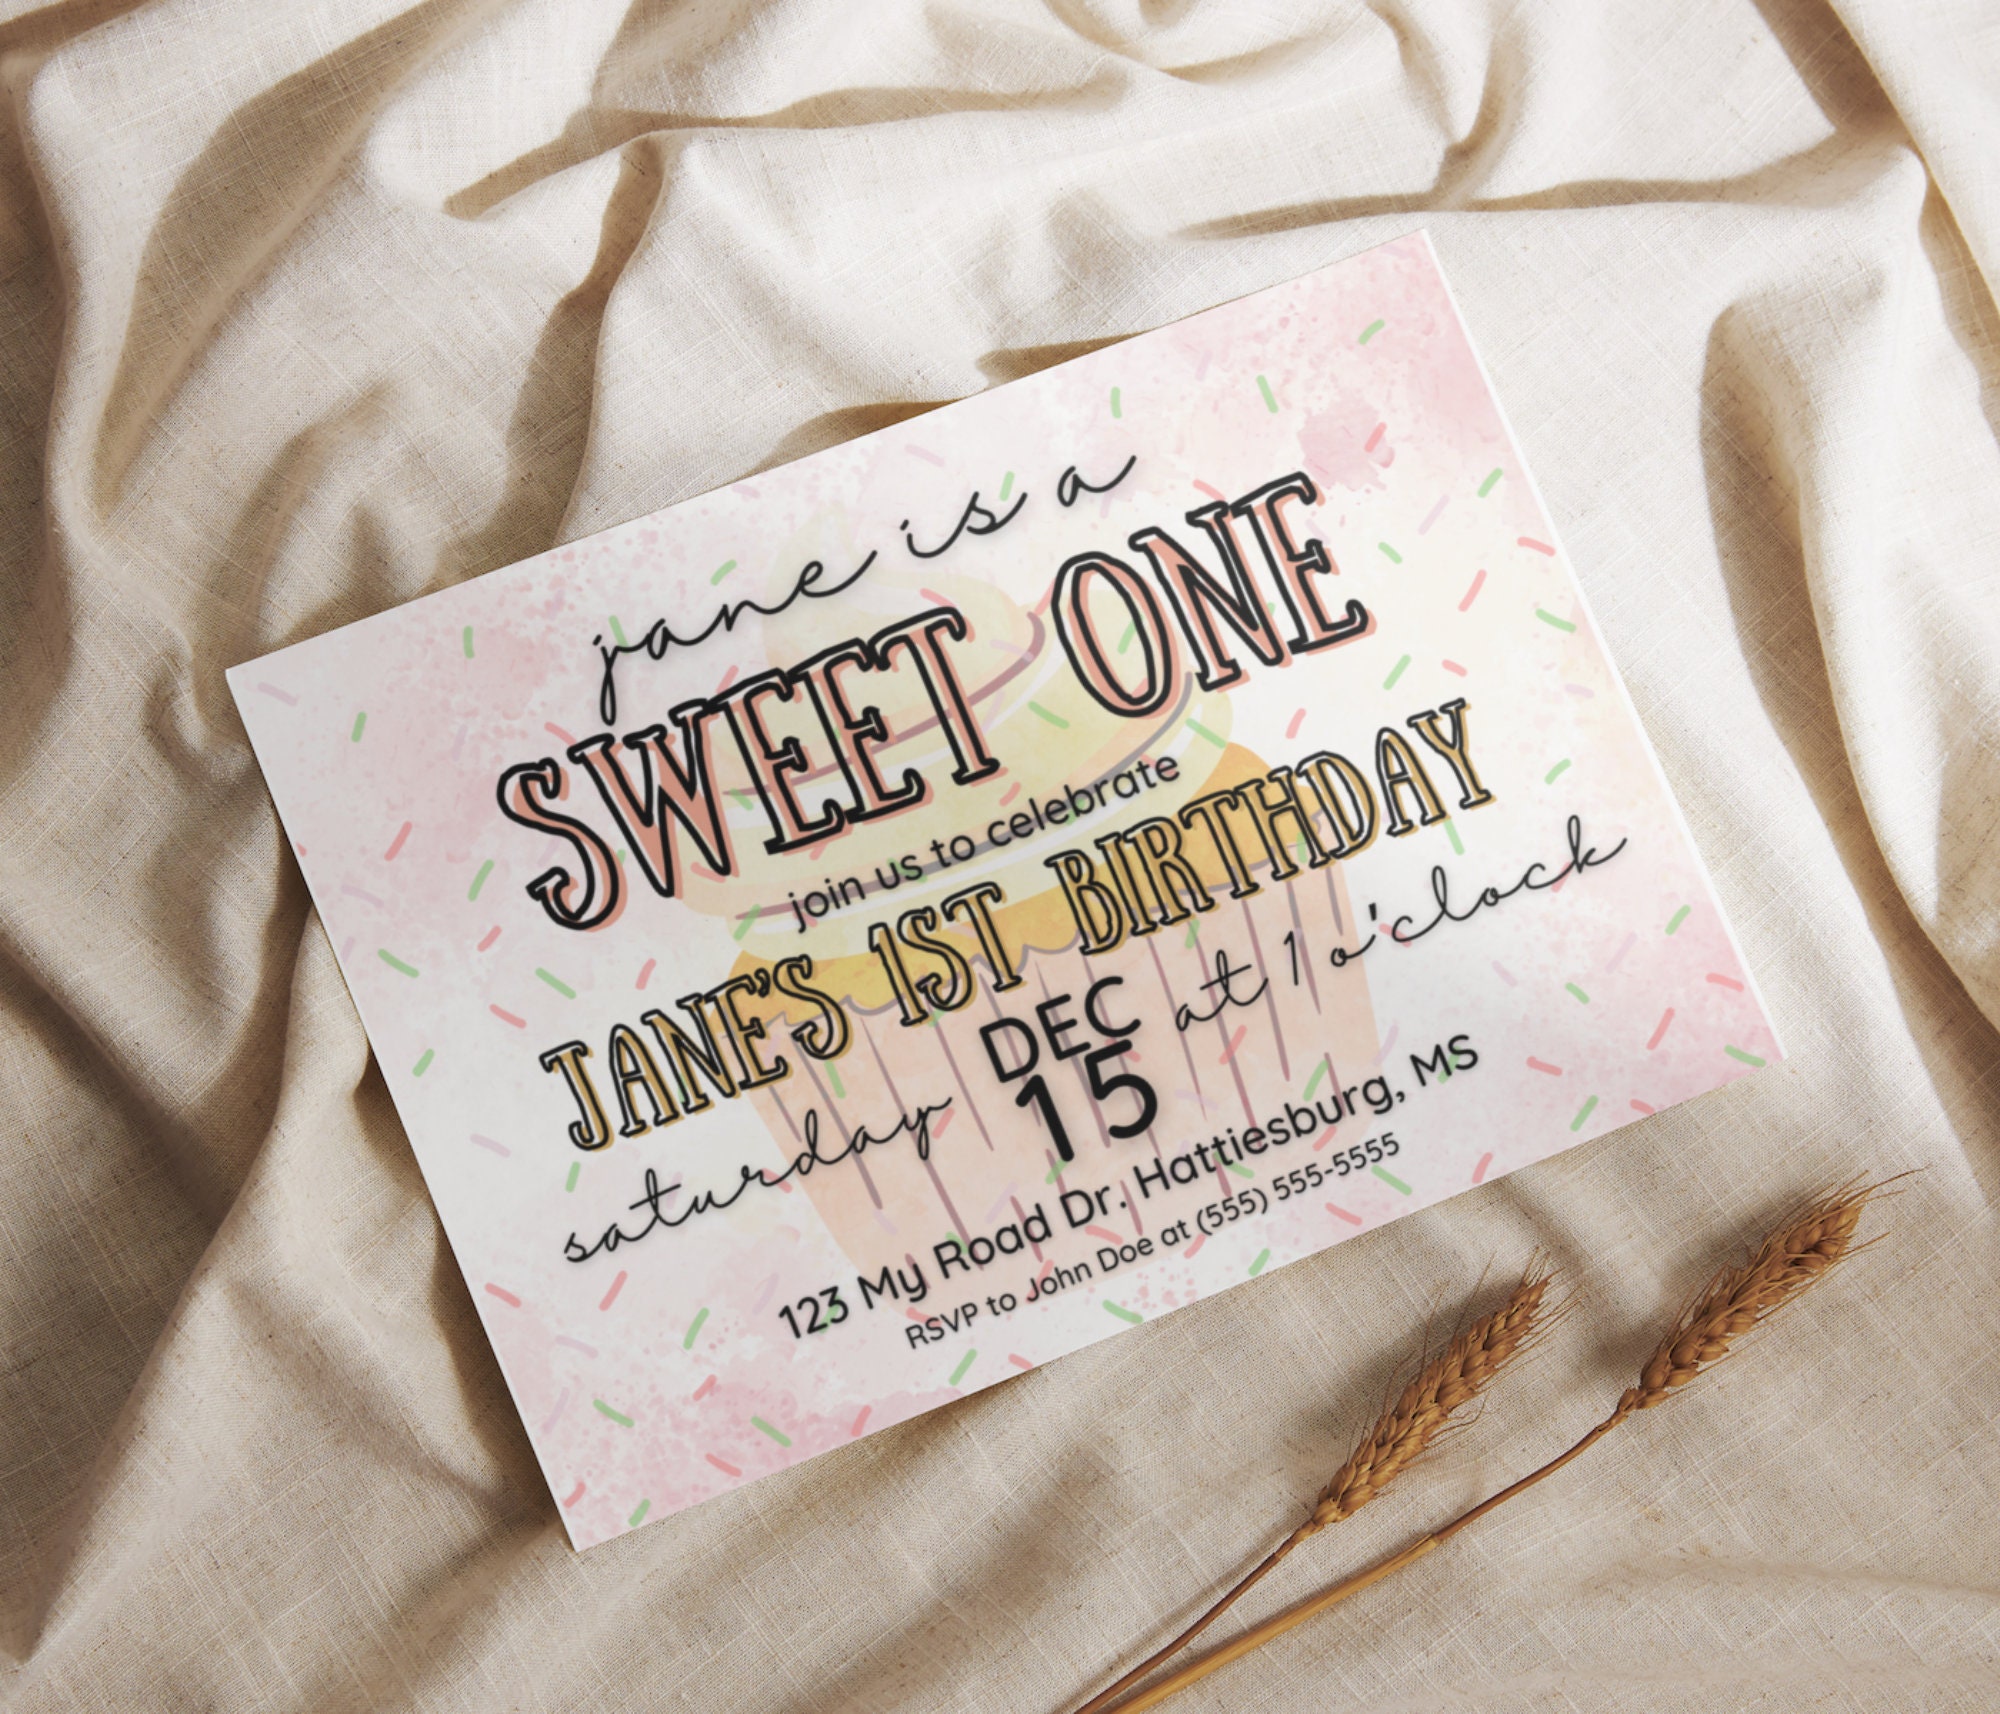 jane is a
SWEET ONE
join us to celebrate
JANE'S 1ST BIRTHDAY
saturday DEC 15 at 1 o'clock
123 My Road Dr. Hattiesburg, MS
RSVP to John Doe at (555) 555-5555